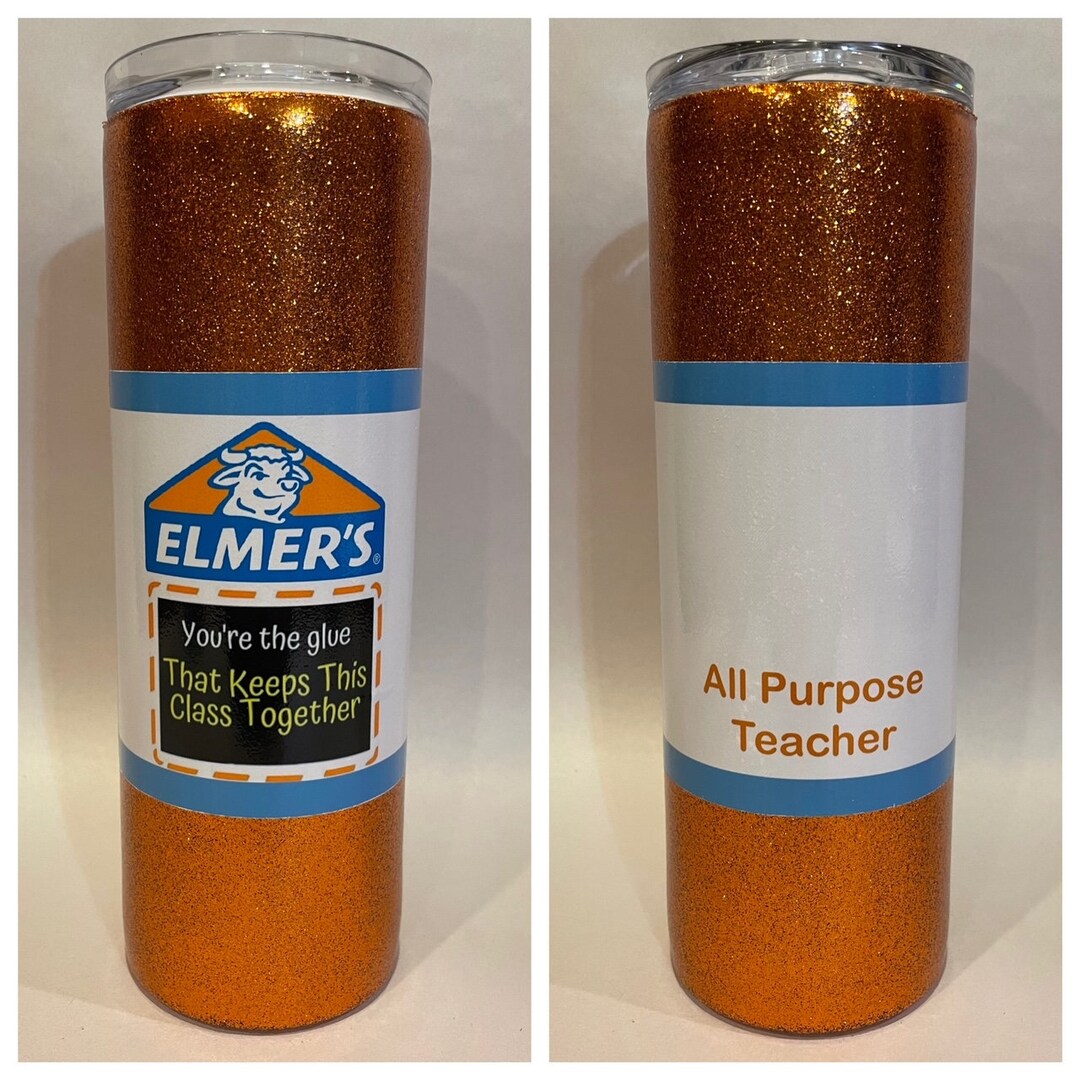 ELMER'S®
You're the glue
That Keeps This
Class Together
All Purpose
Teacher